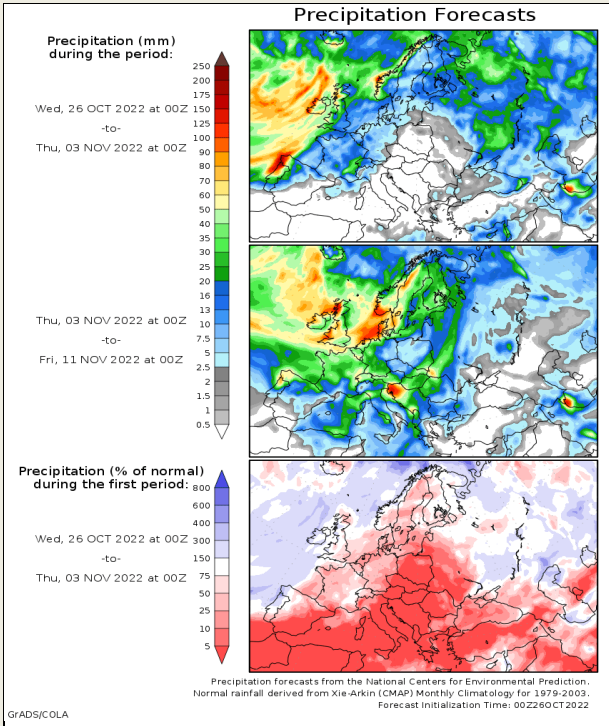 Precipitation Forecasts
Precipitation (mm)
during the period:
Wed, 26 OCT 2022 at 00Z
-to-
Thu, 03 NOV 2022 at 00Z
250
200
175
150
125
100
90
80
70
60
50
40
35
30
25
20
16
13
10
7.5
5
2.5
2
1.5
1
0.5
Thu, 03 NOV 2022 at 00Z
-to-
Fri, 11 NOV 2022 at 00Z
Precipitation (% of normal)
during the first period:
Wed, 26 OCT 2022 at 00Z
-to-
Thu, 03 NOV 2022 at 00Z
800
600
400
300
150
75
50
25
10
5
Precipitation forecasts from the National Centers for Environmental Prediction.
Normal rainfall derived from Xie-Arkin (CMAP) Monthly Climatology for 1979-2003.
Forecast Initialization Time: 00Z26OCT2022
GrADS/COLA